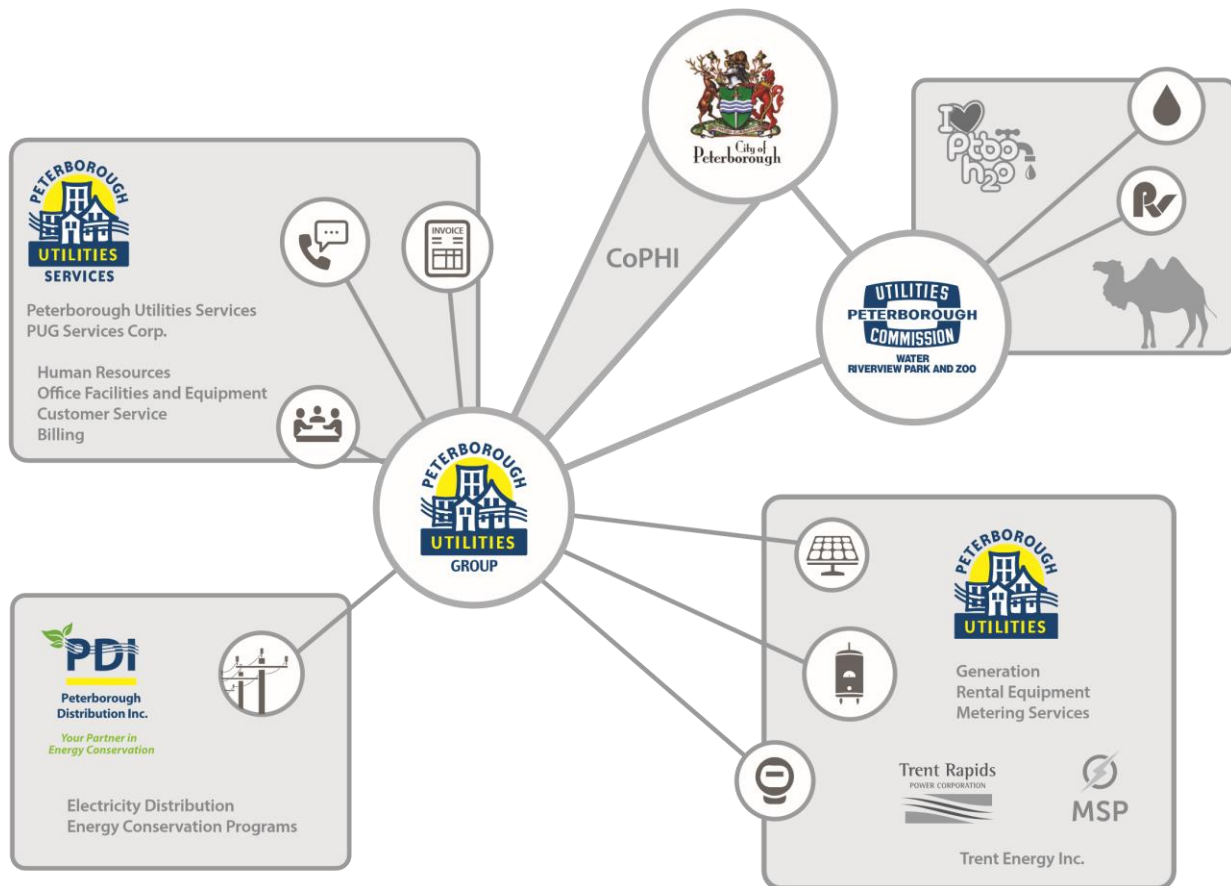 City of
Peterborough
CoPHI
I
Ptbo
h2o
RV
UTILITIES
PETERBOROUGH
COMMISSION
WATER
RIVERVIEW PARK AND ZOO
PETERBOROUGH
UTILITIES
SERVICES
INVOICE
Peterborough Utilities Services
PUG Services Corp.
Human Resources
Office Facilities and Equipment
Customer Service
Billing
PETERBOROUGH
UTILITIES
GROUP
PDI
Peterborough
Distribution Inc.
Your Partner in
Energy Conservation
Electricity Distribution
Energy Conservation Programs
PETERBOROUGH
UTILITIES
Generation
Rental Equipment
Metering Services
Trent Rapids
POWER CORPORATION
MSP
Trent Energy Inc.